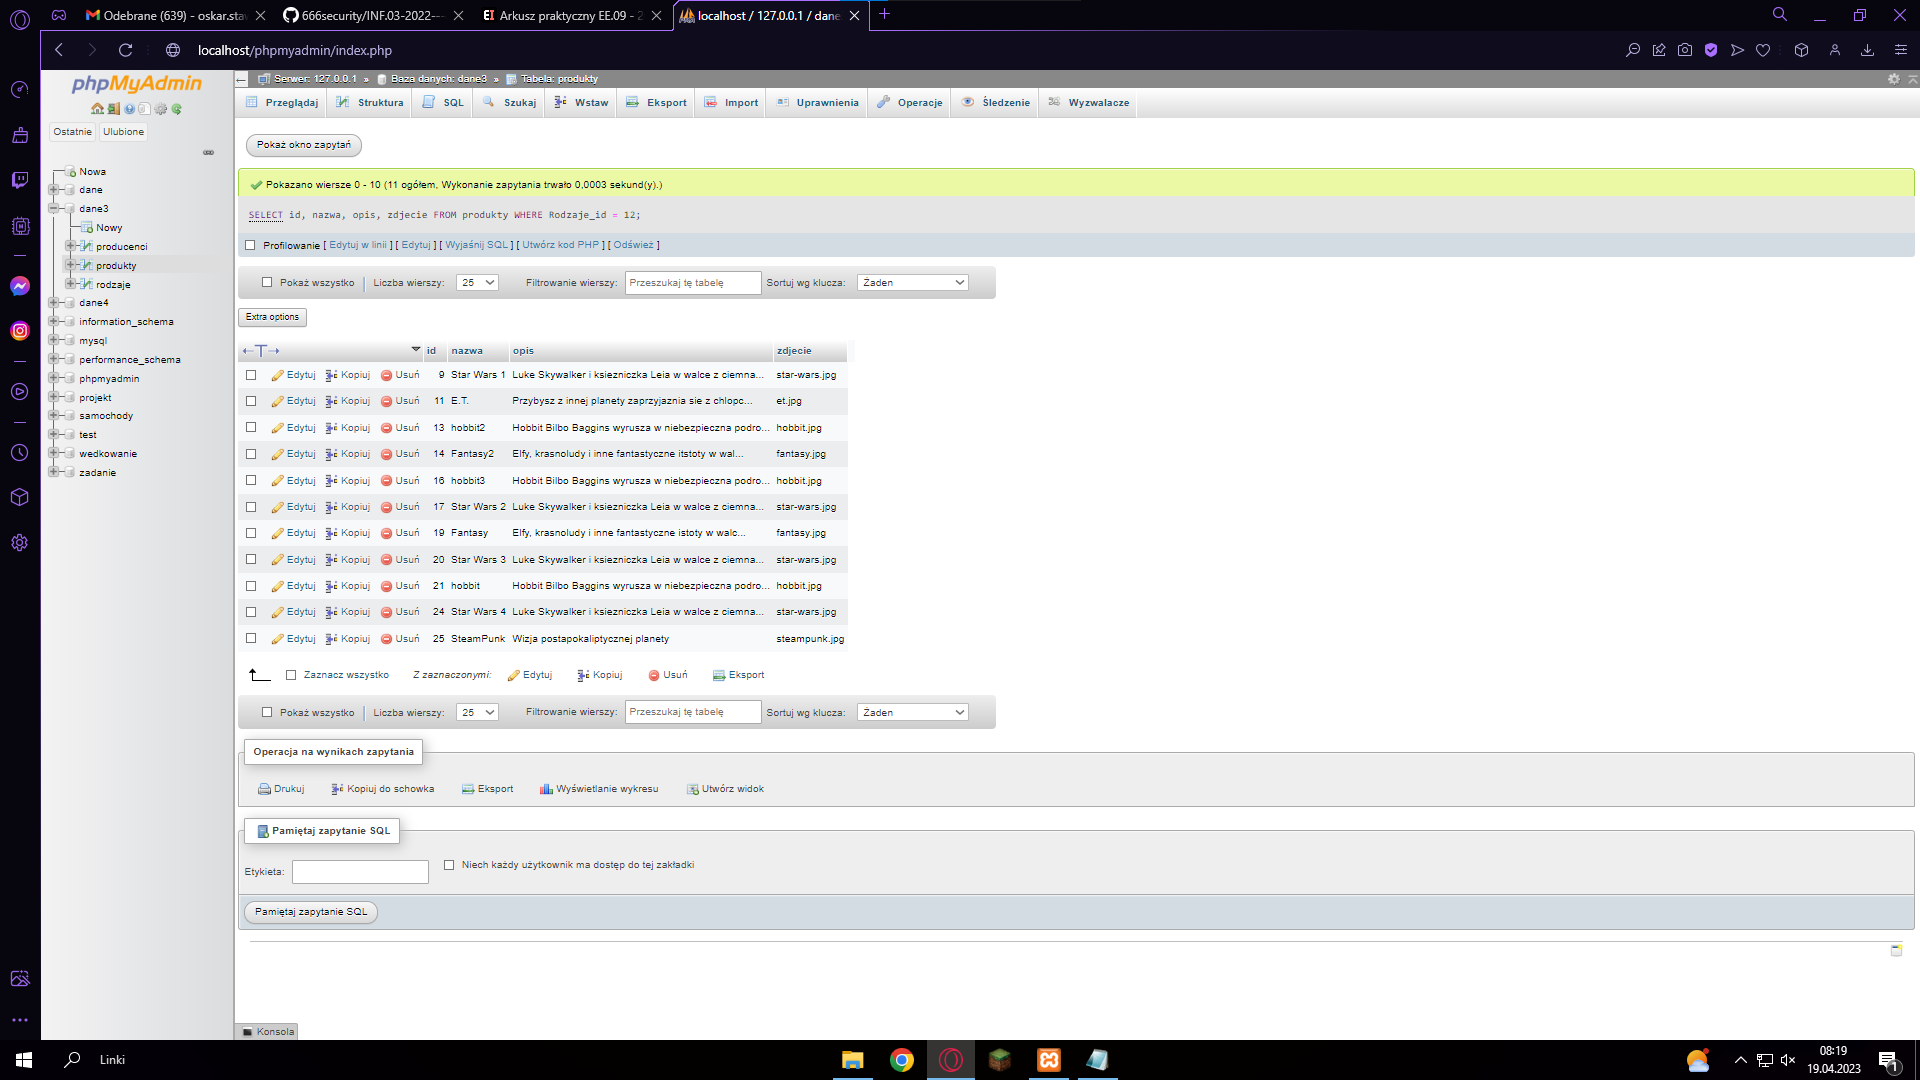 Odebrane (639) - oskar.sta
666security/INF.03-2022-
EI Arkusz praktyczny EE.09 - 2
localhost / 127.0.0.1 / dane
localhost/phpmyadmin/index.php
phpMyAdmin
Ostatnie Ulubione
Nowa
dane
dane3
Nowy
producenci
produkty
rodzaje
dane4
information_schema
mysql
performance_schema
phpmyadmin
projekt
samochody
test
wedkowanie
zadanie
Serwer: 127.0.0.1 » Baza danych: dane3 » Tabela: produkty
Przeglądaj Struktura SQL Szukaj Wstaw Eksport Import Uprawnienia Operacje Śledzenie Wyzwalacze
Pokaż okno zapytań
Pokazano wiersze 0 - 10 (11 ogółem, Wykonanie zapytania trwało 0,0003 sekund(y).)
SELECT id, nazwa, opis, zdjecie FROM produkty WHERE Rodzaje_id = 12;
Profilowanie [ Edytuj w linii ] [ Edytuj ] [ Wyjaśnij SQL ] [ Utwórz kod PHP ] [ Odśwież ]
Pokaż wszystko Liczba wierszy: 25 Filtrowanie wierszy: Przeszukaj tę tabelę Sortuj wg klucza: Żaden
Extra options
←T→ id nazwa opis zdjecie
Edytuj Kopiuj Usuń 9 Star Wars 1 Luke Skywalker i ksiezniczka Leia w walce z ciemna... star-wars.jpg
Edytuj Kopiuj Usuń 11 E.T. Przybysz z innej planety zaprzyjaznia sie z chlopc... et.jpg
Edytuj Kopiuj Usuń 13 hobbit2 Hobbit Bilbo Baggins wyrusza w niebezpieczna podro... hobbit.jpg
Edytuj Kopiuj Usuń 14 Fantasy2 Elfy, krasnoludy i inne fantastyczne itstoty w wal... fantasy.jpg
Edytuj Kopiuj Usuń 16 hobbit3 Hobbit Bilbo Baggins wyrusza w niebezpieczna podro... hobbit.jpg
Edytuj Kopiuj Usuń 17 Star Wars 2 Luke Skywalker i ksiezniczka Leia w walce z ciemna... star-wars.jpg
Edytuj Kopiuj Usuń 19 Fantasy Elfy, krasnoludy i inne fantastyczne istoty w walc... fantasy.jpg
Edytuj Kopiuj Usuń 20 Star Wars 3 Luke Skywalker i ksiezniczka Leia w walce z ciemna... star-wars.jpg
Edytuj Kopiuj Usuń 21 hobbit Hobbit Bilbo Baggins wyrusza w niebezpieczna podro... hobbit.jpg
Edytuj Kopiuj Usuń 24 Star Wars 4 Luke Skywalker i ksiezniczka Leia w walce z ciemna... star-wars.jpg
Edytuj Kopiuj Usuń 25 SteamPunk Wizja postapokaliptycznej planety steampunk.jpg
Zaznacz wszystko Z zaznaczonymi: Edytuj Kopiuj Usuń Eksport
Pokaż wszystko Liczba wierszy: 25 Filtrowanie wierszy: Przeszukaj tę tabelę Sortuj wg klucza: Żaden
Operacja na wynikach zapytania
Drukuj Kopiuj do schowka Eksport Wyświetlanie wykresu Utwórz widok
Pamiętaj zapytanie SQL
Etykieta: Niech każdy użytkownik ma dostęp do tej zakładki
Pamiętaj zapytanie SQL
Konsola
Linki
08:19
19.04.2023
1